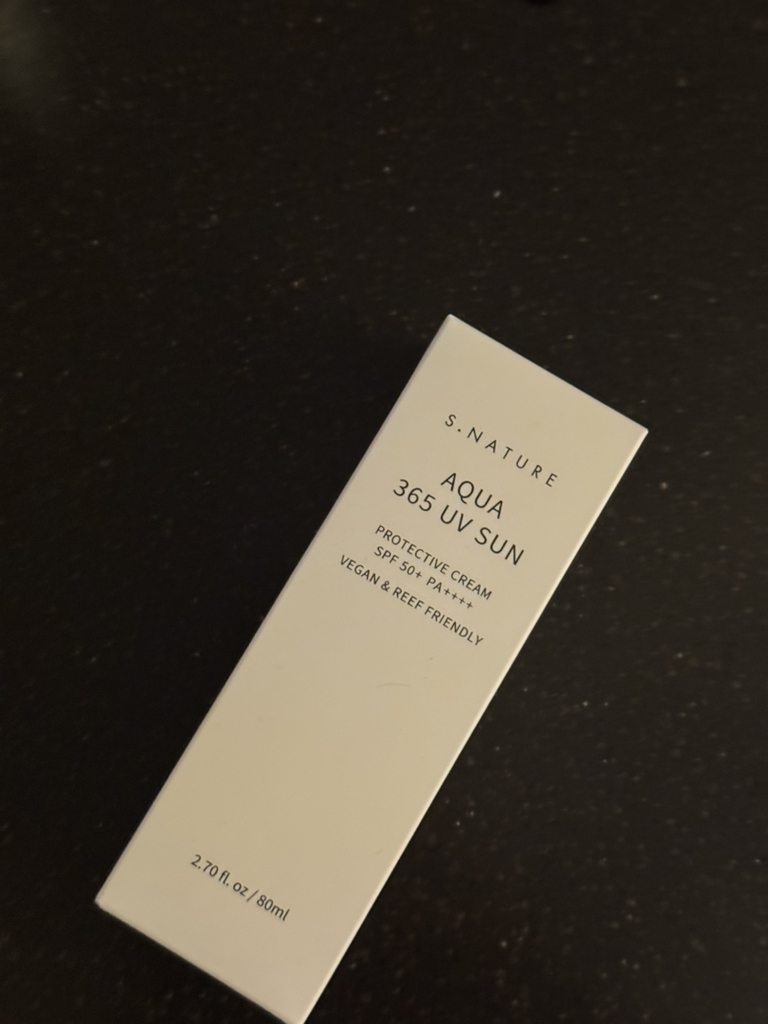 S.NATURE
AQUA
365 UV SUN
PROTECTIVE CREAM
SPF 50+ PA++++
VEGAN & REEF FRIENDLY
2.70 fl. oz / 80ml